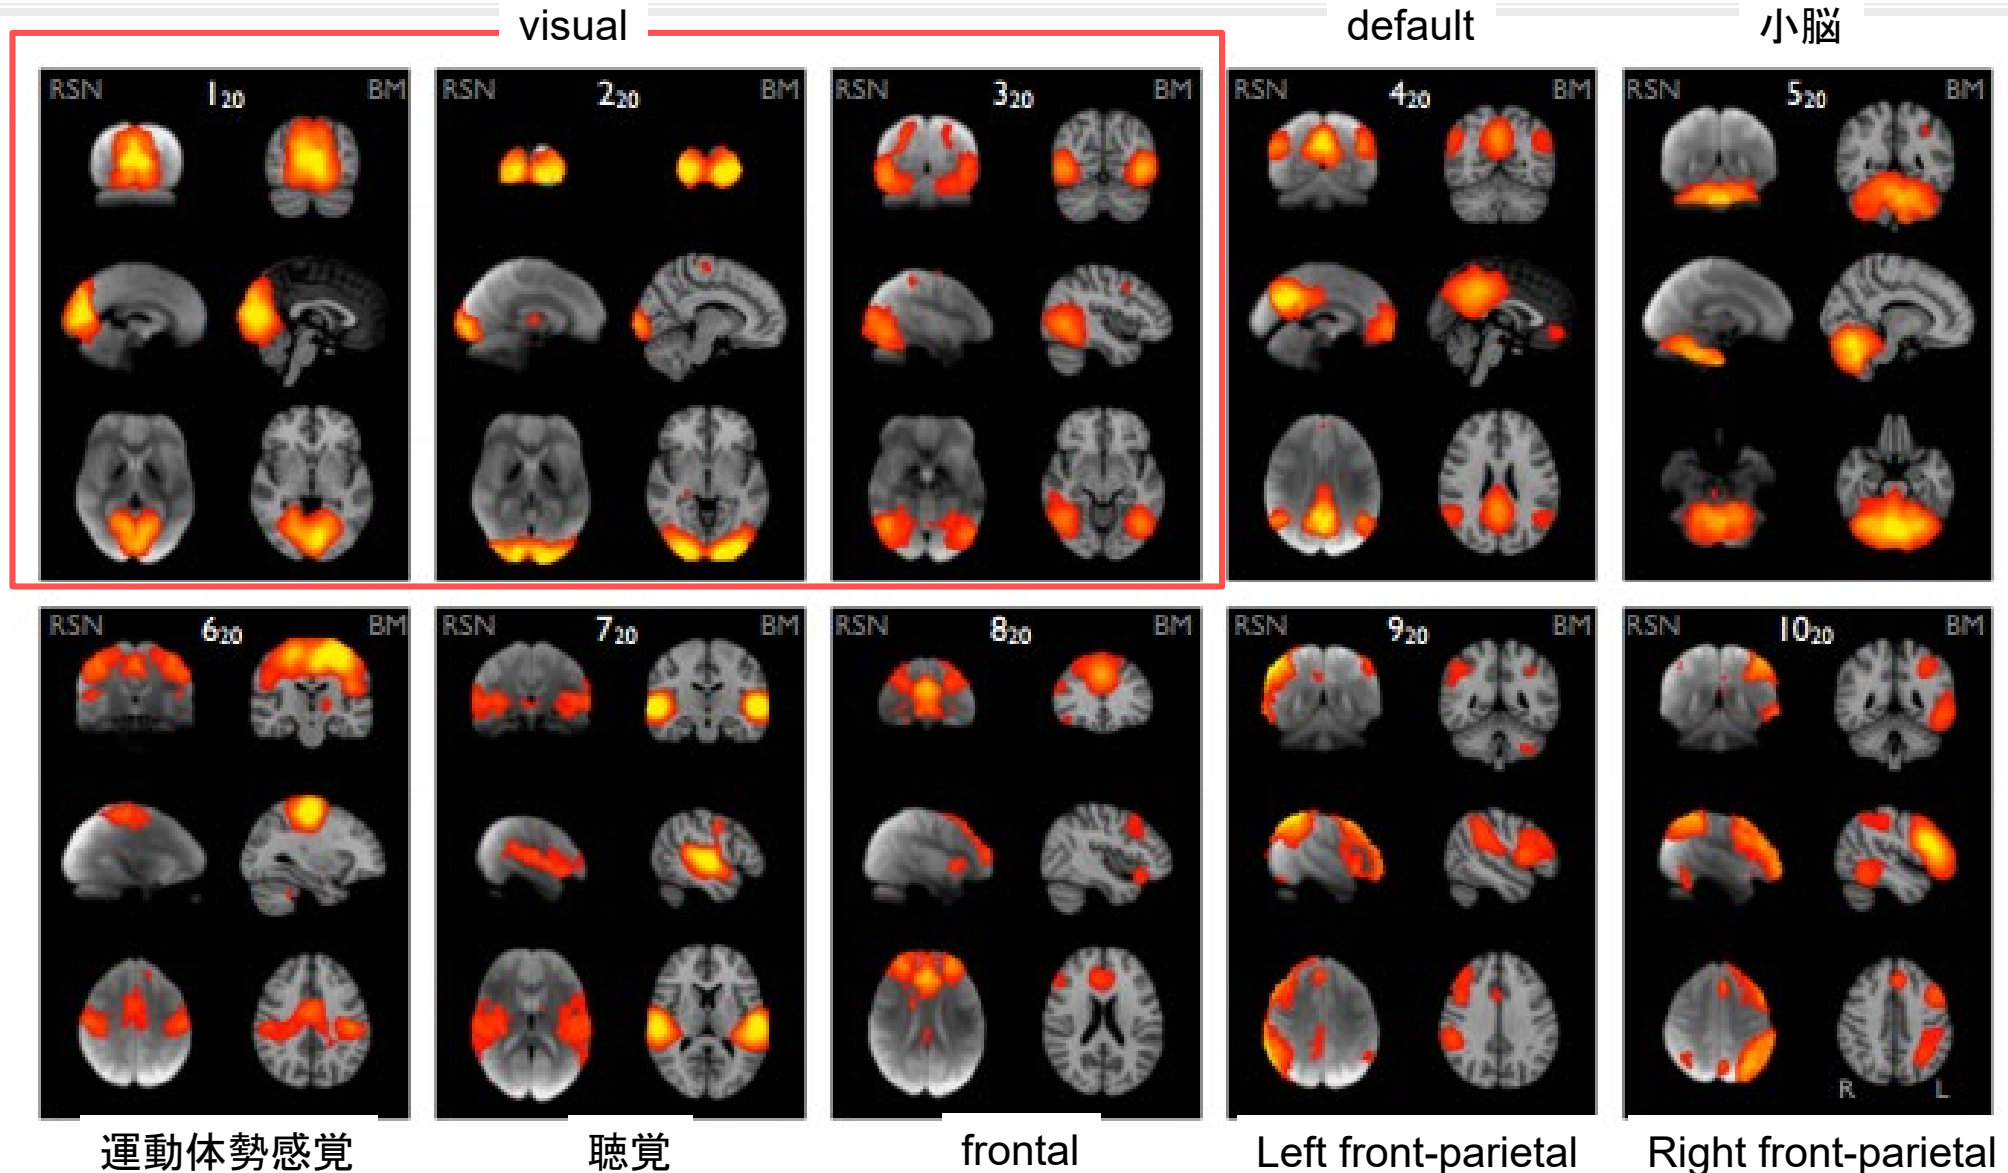 visual default 小脳
RSN 1₂₀ BM RSN 2₂₀ BM RSN 3₂₀ BM RSN 4₂₀ BM RSN 5₂₀ BM
RSN 6₂₀ BM RSN 7₂₀ BM RSN 8₂₀ BM RSN 9₂₀ BM RSN 10₂₀ BM
R L
運動体勢感覚 聴覚 frontal Left front-parietal Right front-parietal